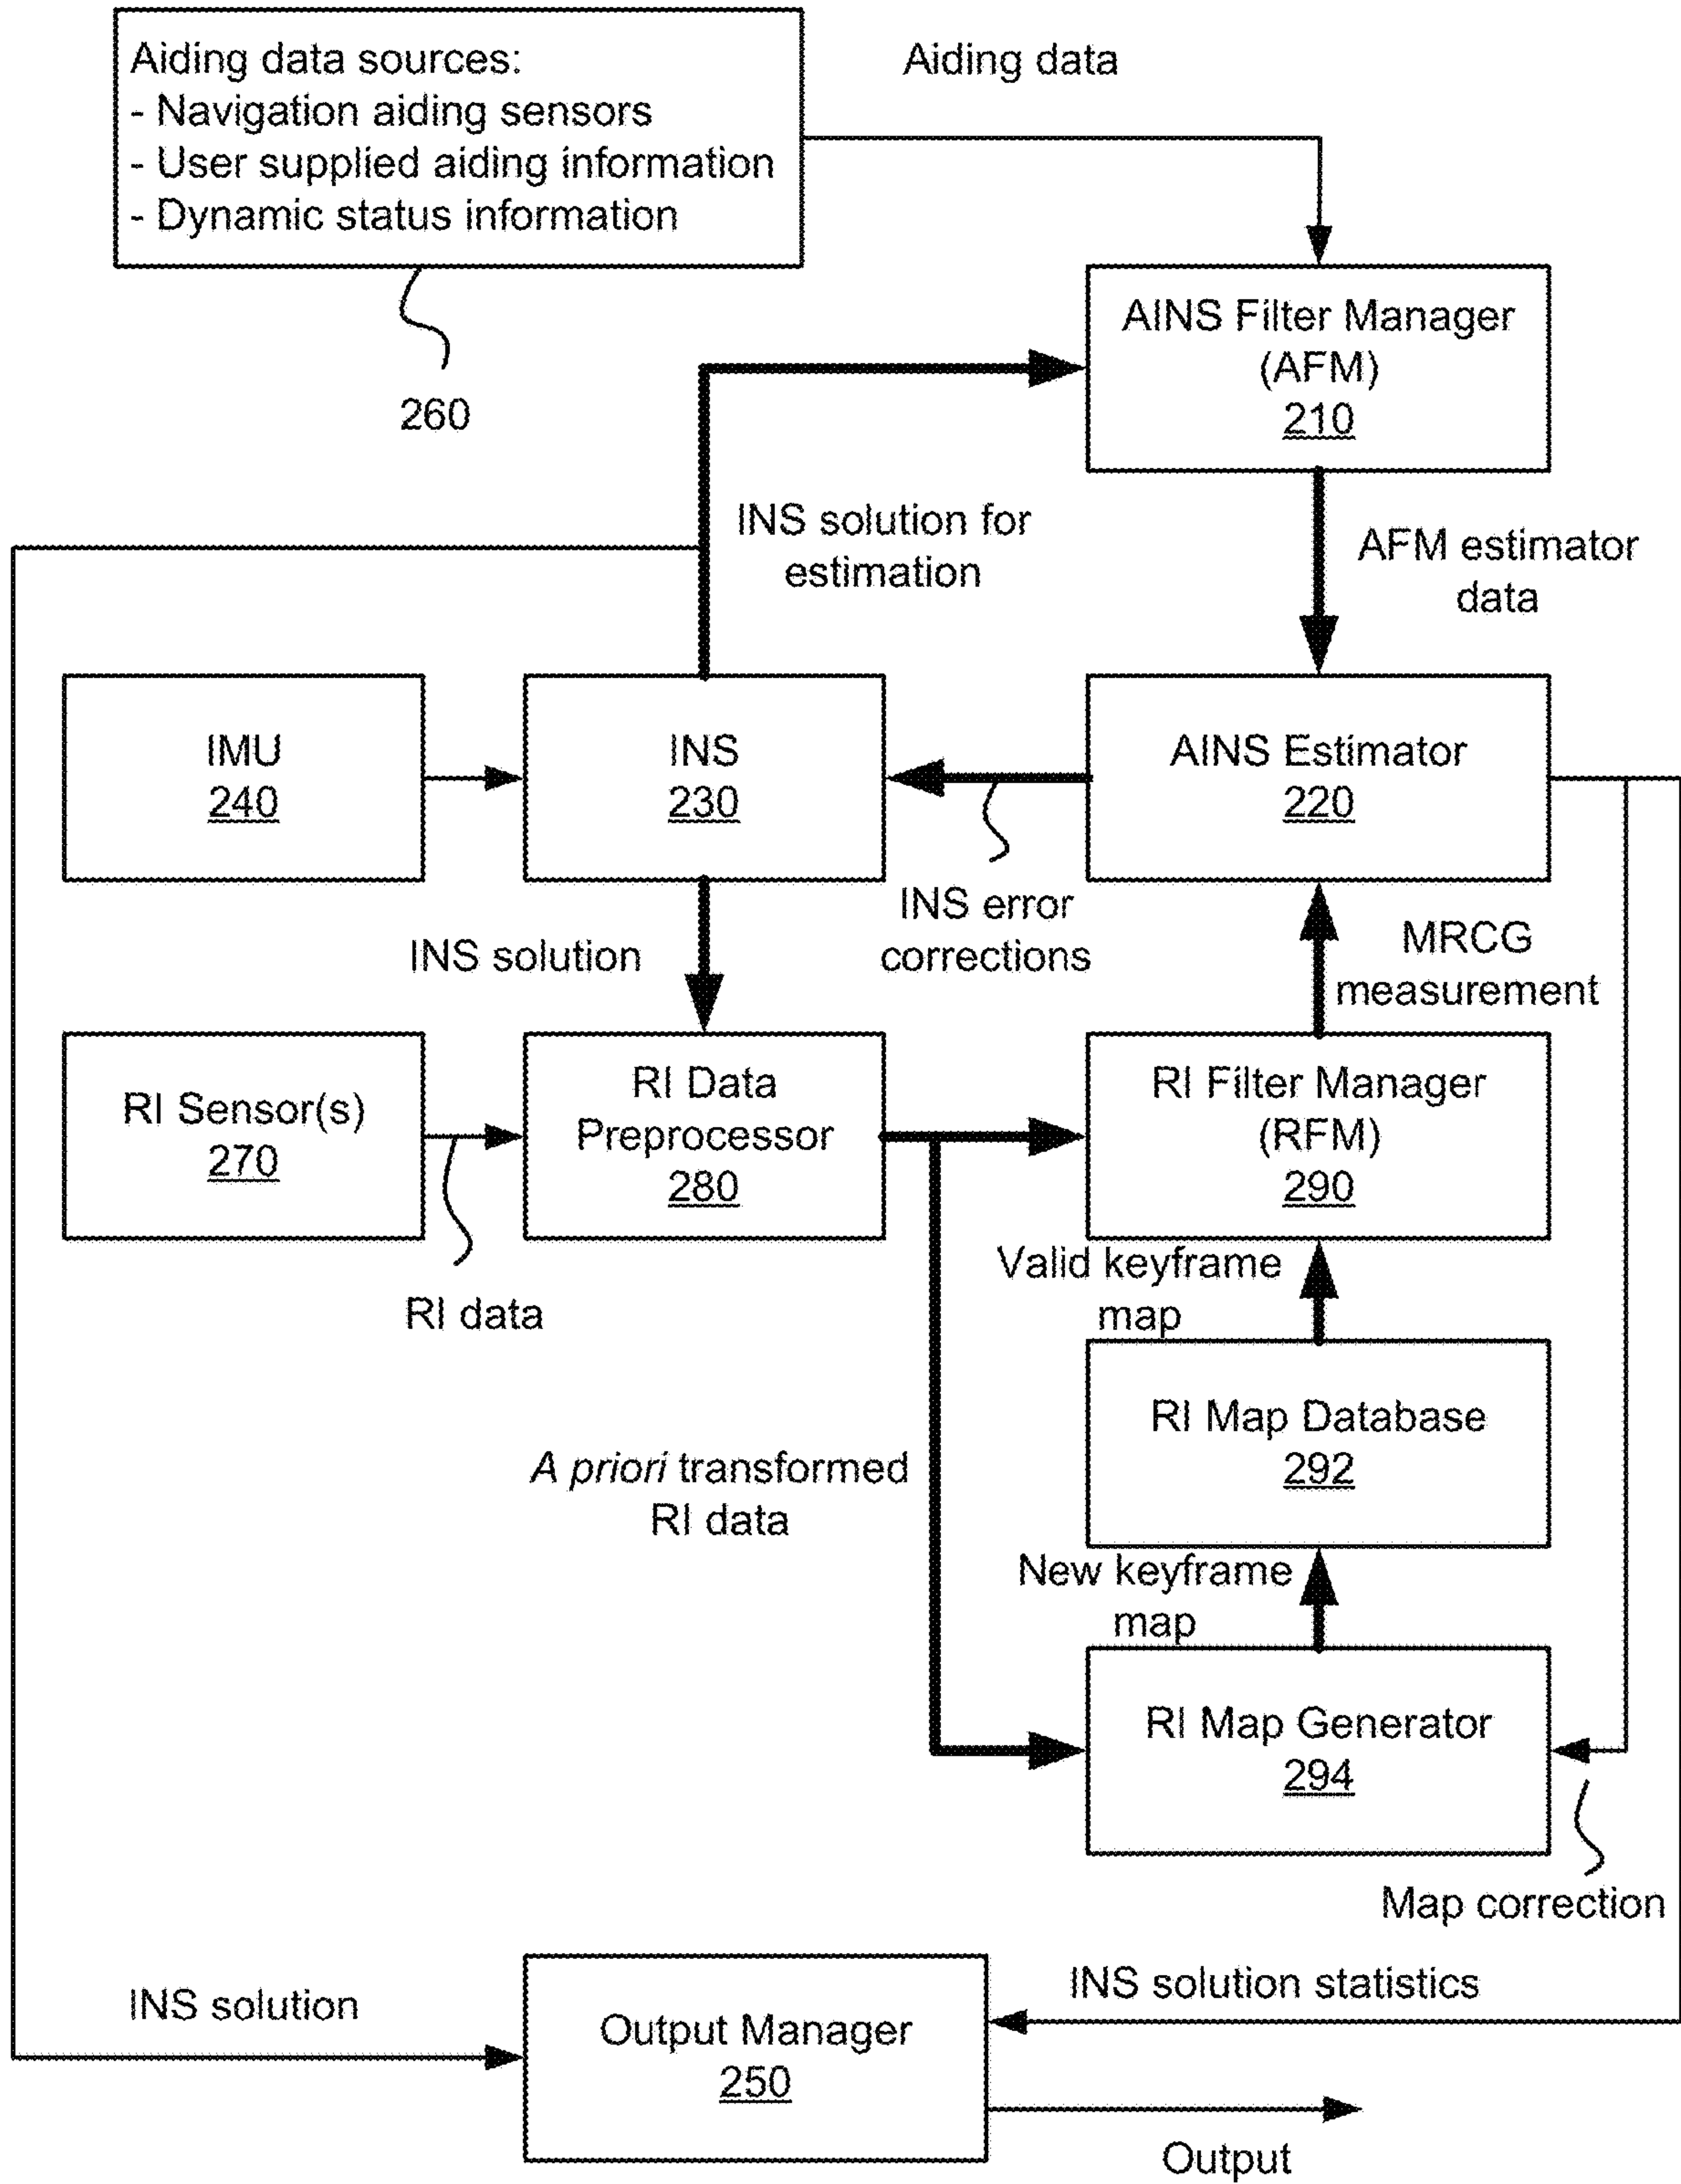 Aiding data sources:
- Navigation aiding sensors
- User supplied aiding information
- Dynamic status information
Aiding data
260
AINS Filter Manager
(AFM)
210
INS solution for
estimation
AFM estimator
data
IMU
240
INS
230
AINS Estimator
220
INS error
corrections
INS solution
MRCG
measurement
RI Sensor(s)
270
RI Data
Preprocessor
280
RI Filter Manager
(RFM)
290
RI data
Valid keyframe
map
RI Map Database
292
A priori transformed
RI data
New keyframe
map
RI Map Generator
294
Map correction
INS solution
Output Manager
250
INS solution statistics
Output